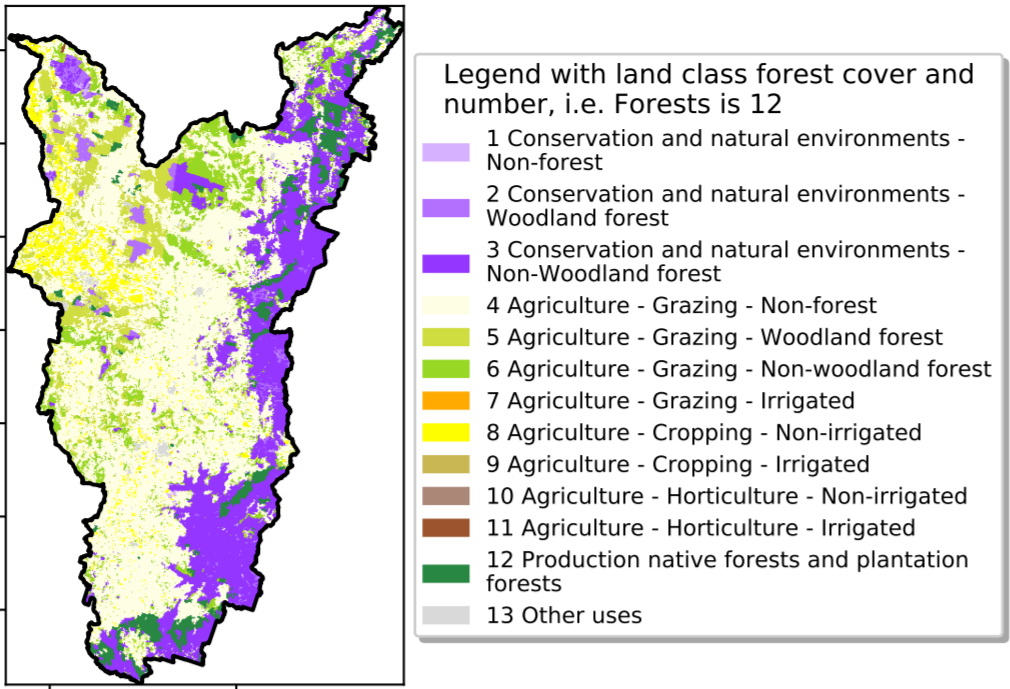 Legend with land class forest cover and
number, i.e. Forests is 12
1 Conservation and natural environments -
Non-forest
2 Conservation and natural environments -
Woodland forest
3 Conservation and natural environments -
Non-Woodland forest
4 Agriculture - Grazing - Non-forest
5 Agriculture - Grazing - Woodland forest
6 Agriculture - Grazing - Non-woodland forest
7 Agriculture - Grazing - Irrigated
8 Agriculture - Cropping - Non-irrigated
9 Agriculture - Cropping - Irrigated
10 Agriculture - Horticulture - Non-irrigated
11 Agriculture - Horticulture - Irrigated
12 Production native forests and plantation
forests
13 Other uses